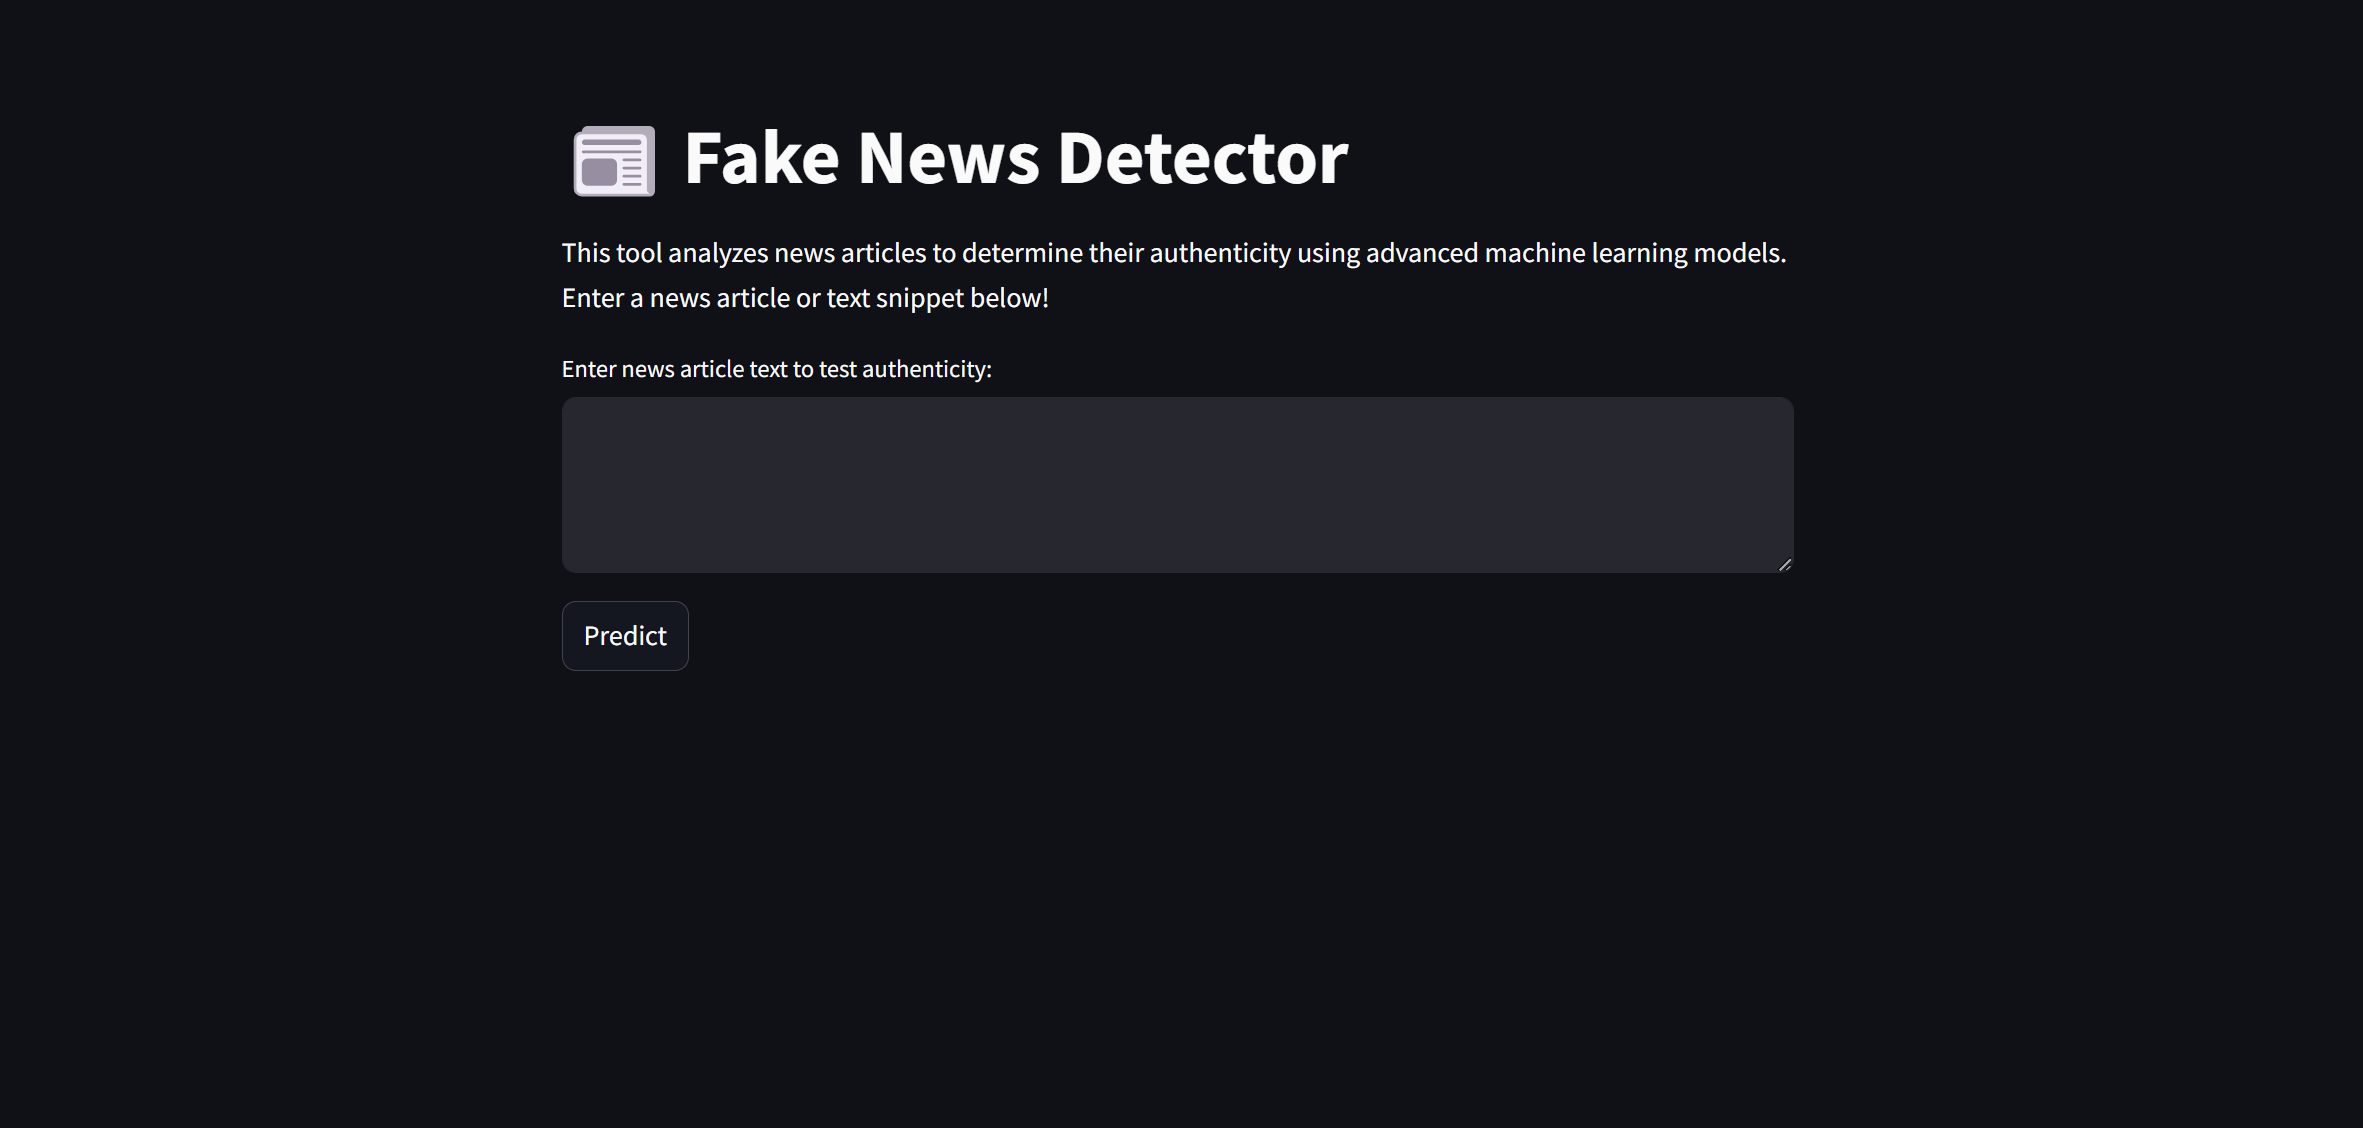 Fake News Detector
This tool analyzes news articles to determine their authenticity using advanced machine learning models.
Enter a news article or text snippet below!
Enter news article text to test authenticity:
Predict